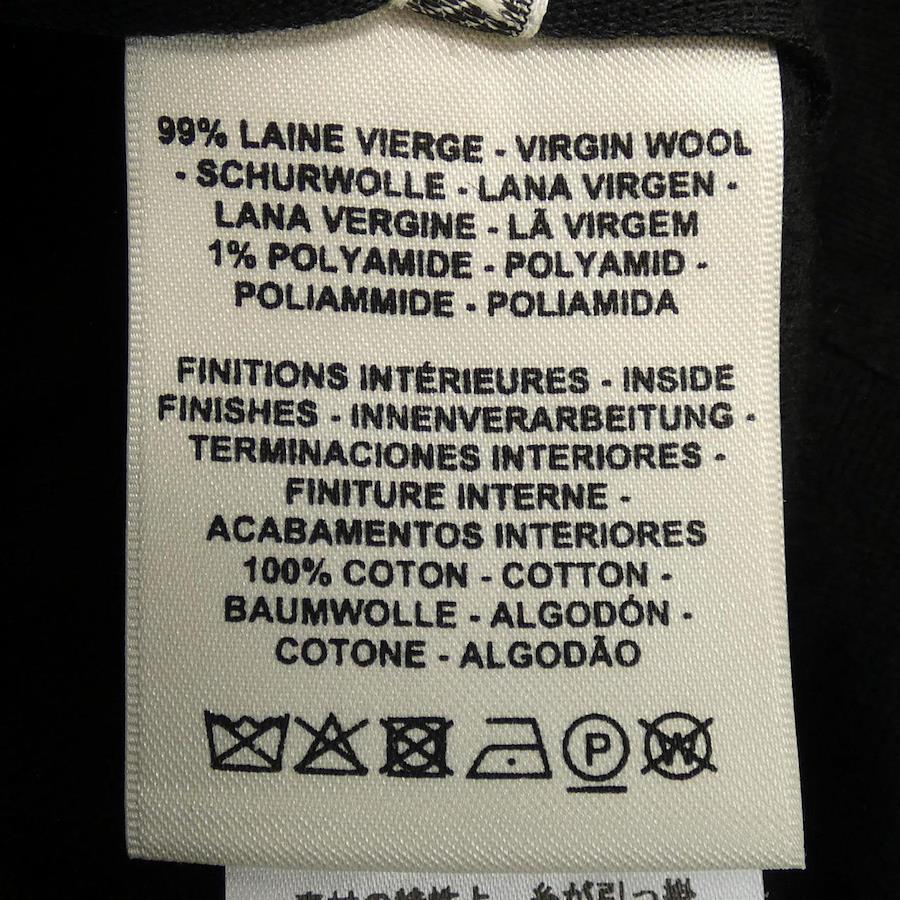 99% LAINE VIERGE - VIRGIN WOOL
- SCHURWOLLE - LANA VIRGEN -
LANA VERGINE - LÃ VIRGEM
1% POLYAMIDE - POLYAMID -
POLIAMMIDE - POLIAMIDA
FINITIONS INTÉRIEURES - INSIDE
FINISHES - INNENVERARBEITUNG -
TERMINACIONES INTERIORES -
FINITURE INTERNE -
ACABAMENTOS INTERIORES
100% COTON - COTTON -
BAUMWOLLE - ALGODÓN -
COTONE - ALGODÃO
P W